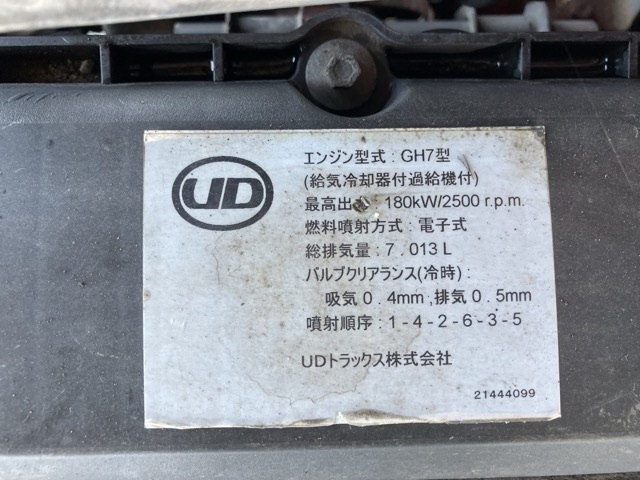 UD
エンジン型式 : GH7型
(給気冷却器付過給機付)
最高出力 : 180kW/2500 r.p.m.
燃料噴射方式 : 電子式
総排気量 : 7.013 L
バルブクリアランス(冷時) :
吸気 0.4mm ,排気 0.5mm
噴射順序 : 1-4-2-6-3-5
UDトラックス株式会社
21444099